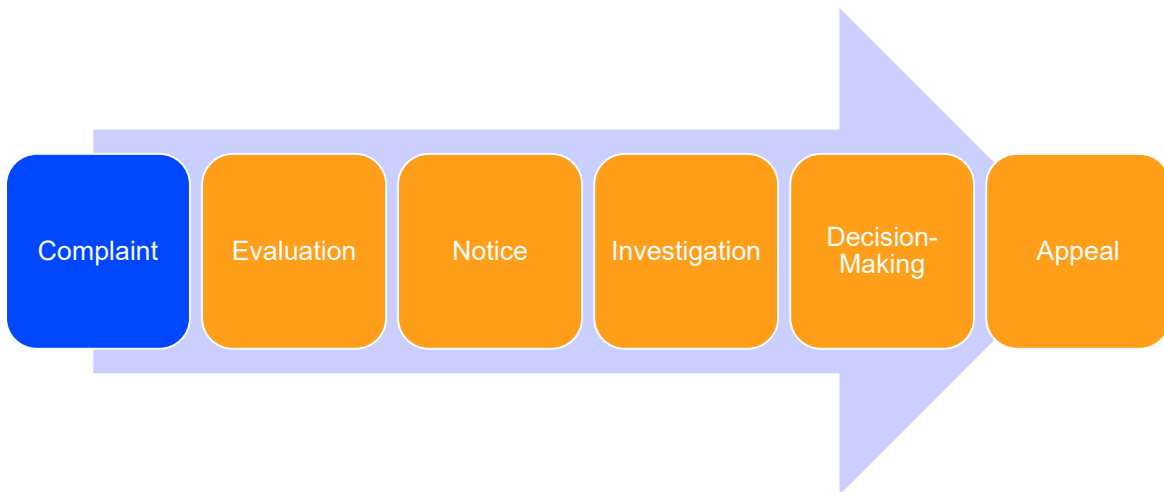 Complaint
Evaluation
Notice
Investigation
Decision-
Making
Appeal